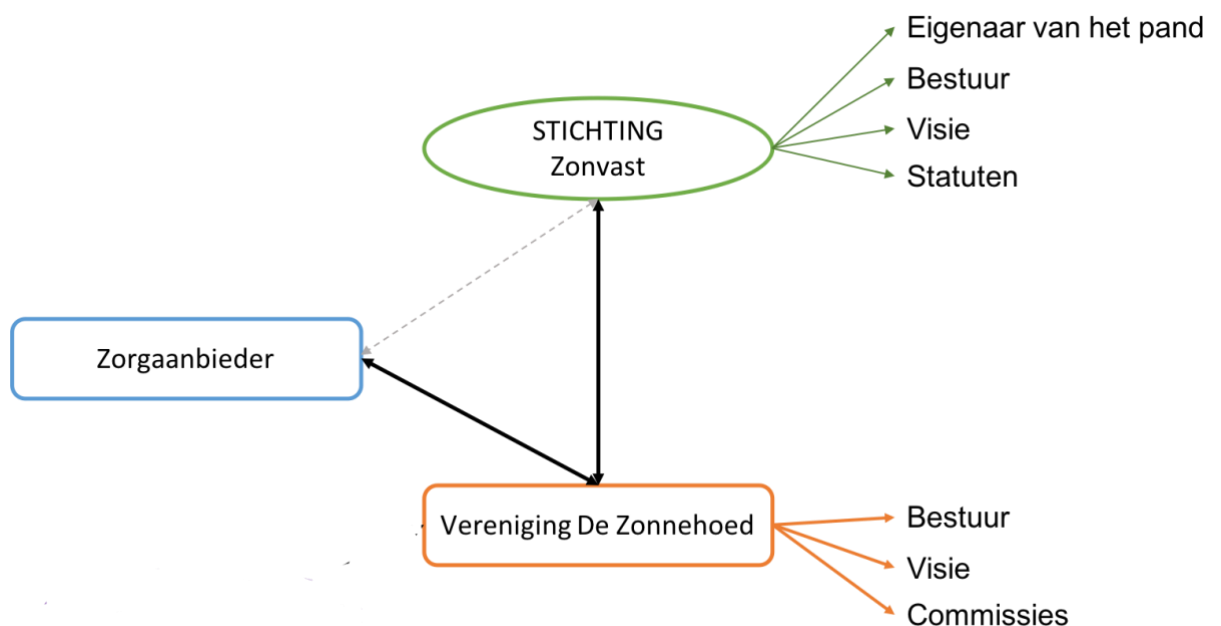 Eigenaar van het pand
Bestuur
Visie
Statuten
STICHTING
Zonvast
Zorgaanbieder
Vereniging De Zonnehoed
Bestuur
Visie
Commissies